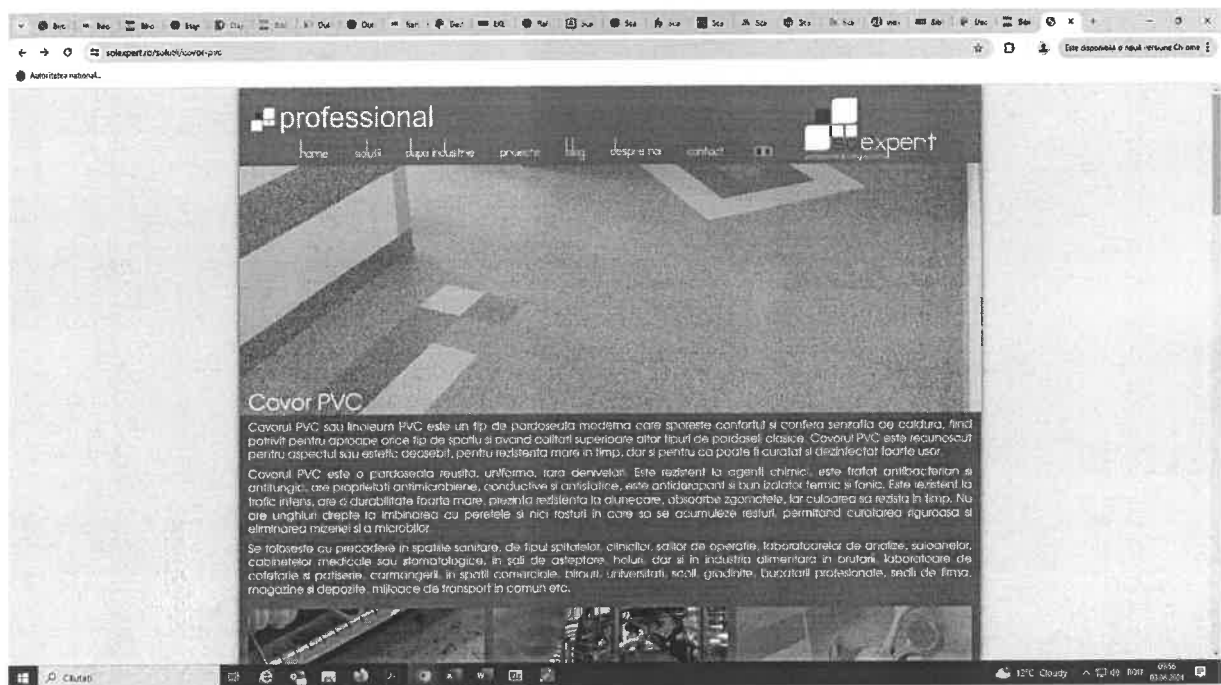 solexpert.ro/solutii/covor-pvc
Este disponibilă o nouă versiune Chrome
Autoritatea national...
professional
expert
home solutii dupa industrie proiecte blog despre noi contact
Covor PVC
Covorul PVC sau linoleum PVC este un tip de pardoseala moderna care sporeste confortul si confera senzatia de caldura, fiind
potrivit pentru aproape orice tip de spatiu si avand calitati superioare altor tipuri de pardoseli clasice. Covorul PVC este recunoscut
pentru aspectul sau estetic deosebit, pentru rezistenta mare in timp, dar si pentru ca poate fi curatat si dezinfectat foarte usor.
Covorul PVC este o pardoseala reusita, uniforma, fara denivelari. Este rezistent la agenti chimici, este tratat antibacterian si
antifungic, are proprietati antimicrobiene, conductive si antistatice, este antiderapant si bun izolator termic si fonic. Este rezistent la
trafic intens, are o durabilitate foarte mare, prezinta rezistenta la alunecare, absoarbe zgomotele, iar culoarea sa rezista in timp. Nu
are unghiuri drepte la imbinarea cu peretele si nici rosturi in care sa se acumuleze resturi, permitand curatarea riguroasa si
eliminarea mizeriei si a microbilor.
Se foloseste cu precadere in spatiile sanitare, de tipul spitalelor, clinicilor, salilor de operatie, laboratoarelor de analize, saloanelor,
cabinetelor medicale sau stomatologice, in sali de asteptare, holuri, dar si in industria alimentara in brutarii, laboratoare de
cofetarie si patiserie, carmangerii, in spatii comerciale, birouri, universitati, scoli, gradinite, bucatarii profesionale, sedii de firma,
magazine si depozite, mijloace de transport in comun etc.
Căutați
12°C Cloudy
09:56
03.06.2024